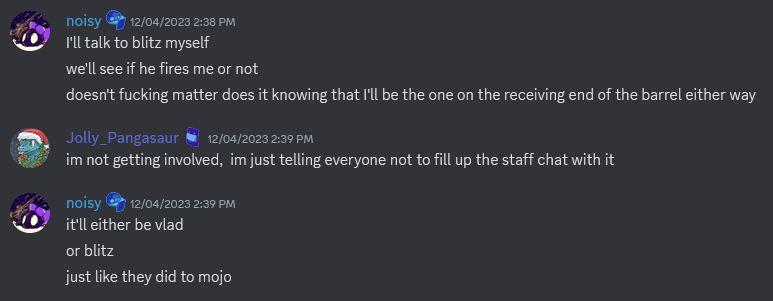 noisy 12/04/2023 2:38 PM
I'll talk to blitz myself
we'll see if he fires me or not
doesn't fucking matter does it knowing that I'll be the one on the receiving end of the barrel either way
Jolly_Pangasaur 12/04/2023 2:39 PM
im not getting involved,  im just telling everyone not to fill up the staff chat with it
noisy 12/04/2023 2:39 PM
it'll either be vlad
or blitz
just like they did to mojo